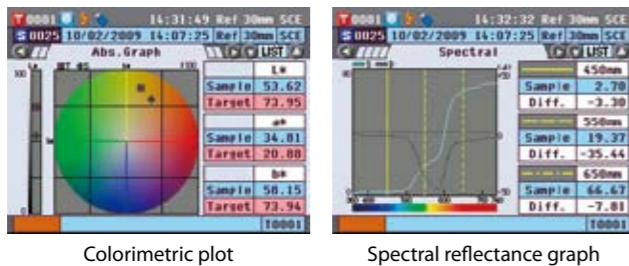 T 0001 14:31:49 Ref 30mm SCE
S 0025 10/02/2009 14:07:25 Ref 30mm SCE
Abs.Graph LIST
L*
Sample 53.62
Target 73.95
a*
Sample 34.81
Target 20.88
b*
Sample 58.15
Target 73.94
T0001
Colorimetric plot
T 0001 14:32:32 Ref 30mm SCE
S 0025 10/02/2009 14:07:25 Ref 30mm SCE
Spectral LIST
450nm
Sample 2.70
Diff. -3.30
550nm
Sample 19.37
Diff. -35.44
650nm
Sample 66.67
Diff. -7.81
T0001
Spectral reflectance graph